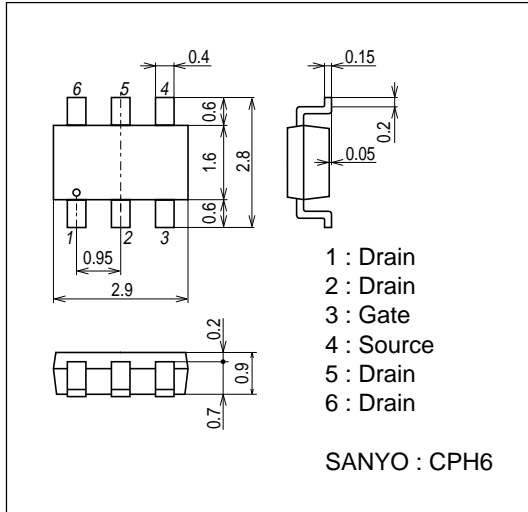 0.4
0.15
6 5 4
0.6
1.6
0.6
2.8
0.2
0.05
1 2 3
0.95
2.9
1 : Drain
2 : Drain
3 : Gate
4 : Source
5 : Drain
6 : Drain
0.2
0.9
0.7
SANYO : CPH6